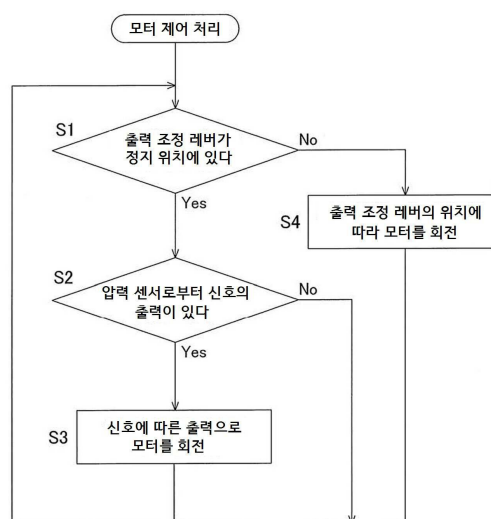 모터 제어 처리
S1
출력 조정 레버가
정지 위치에 있다
No
Yes
S4
출력 조정 레버의 위치에
따라 모터를 회전
S2
압력 센서로부터 신호의
출력이 있다
No
Yes
S3
신호에 따른 출력으로
모터를 회전